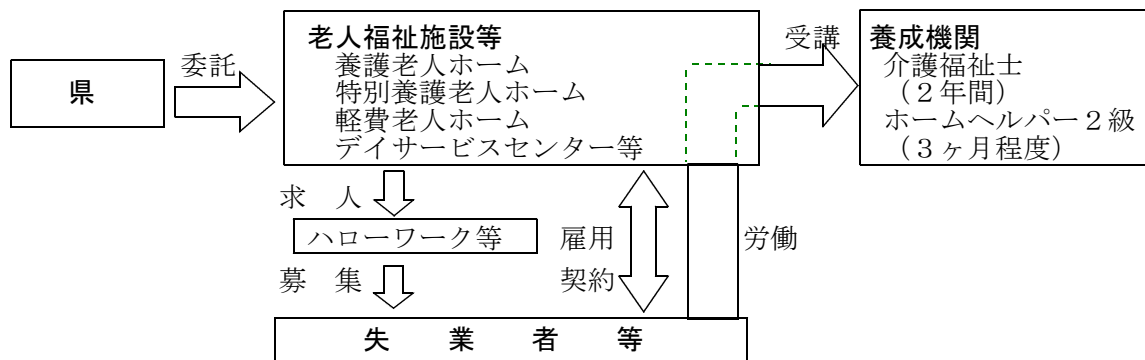 県
委託
老人福祉施設等
養護老人ホーム
特別養護老人ホーム
軽費老人ホーム
デイサービスセンター等
受講
養成機関
介護福祉士
（２年間）
ホームヘルパー２級
（３ヶ月程度）
求　人
ハローワーク等
募　集
雇用
契約
労働
失　業　者　等